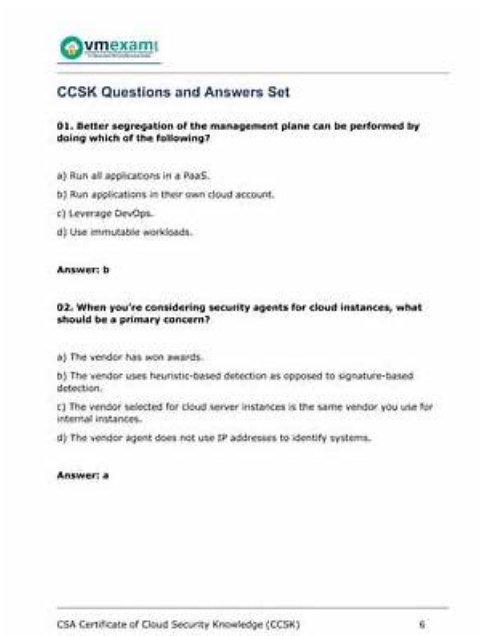 vmexam
CCSK Questions and Answers Set
01. Better segregation of the management plane can be performed by
doing which of the following?
a) Run all applications in a PaaS.
b) Run applications in their own cloud account.
c) Leverage DevOps.
d) Use immutable workloads.
Answer: b
02. When you're considering security agents for cloud instances, what
should be a primary concern?
a) The vendor has won awards.
b) The vendor uses heuristic-based detection as opposed to signature-based
detection.
c) The vendor selected for cloud server instances is the same vendor you use for
internal instances.
d) The vendor agent does not use IP addresses to identify systems.
Answer: a
CSA Certificate of Cloud Security Knowledge (CCSK) 6